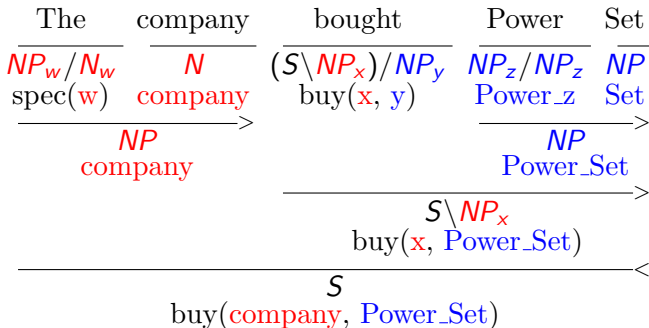 The company bought Power Set
NP_w/N_w N (S\NP_x)/NP_y NP_z/NP_z NP
spec(w) company buy(x, y) Power_z Set
> >
NP NP
company Power_Set
>
S\NP_x
buy(x, Power_Set)
<
S
buy(company, Power_Set)